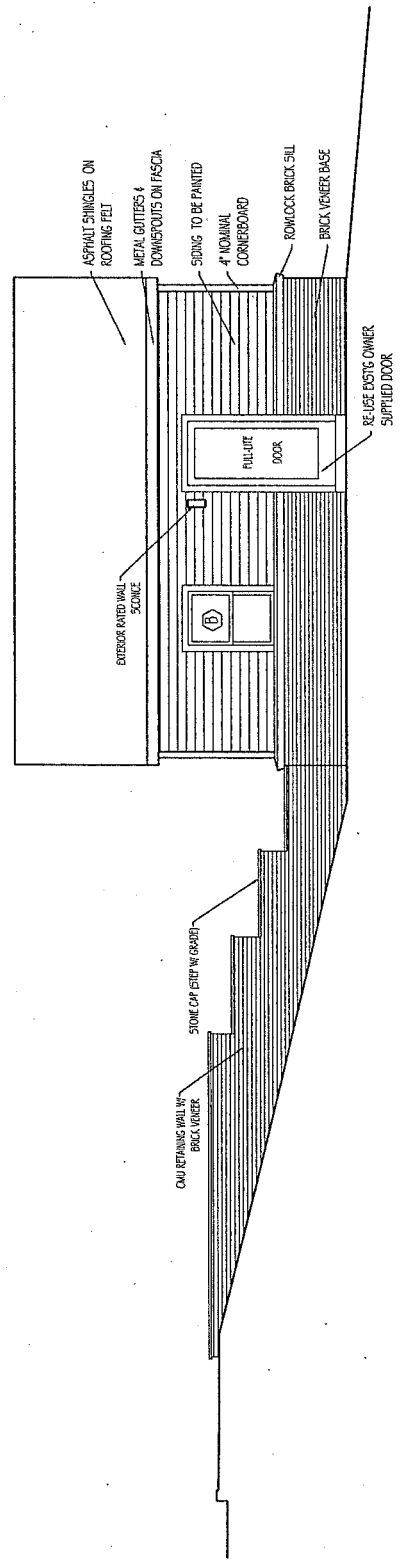 ASPHALT SHINGLES ON
ROOFING FELT
METAL GUTTERS &
DOWNSPOUTS ON FASCIA
SIDING TO BE PAINTED
4" NOMINAL
CORNERBOARD
ROWLOCK BRICK SILL
BRICK VENEER BASE
RE-USE EXST'G OWNER
SUPPLIED DOOR
FULL-LITE
DOOR
EXTERIOR RATED WALL
SCONCE
B
STONE CAP (STEP W/ GRADE)
CMU RETAINING WALL W/
BRICK VENEER